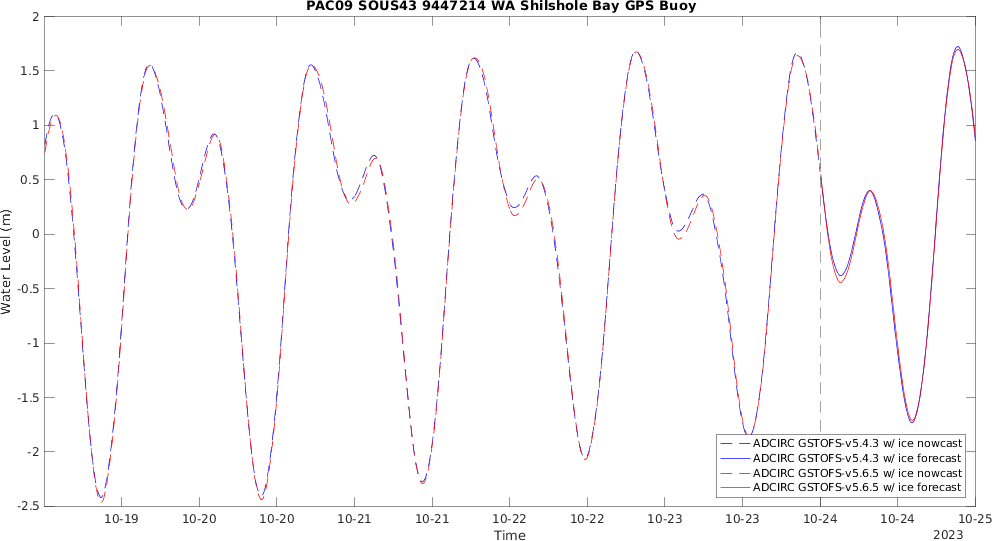 PAC09 SOUS43 9447214 WA Shilshole Bay GPS Buoy
2
1.5
1
0.5
0
-0.5
-1
-1.5
-2
-2.5
Water Level (m)
ADCIRC GSTOFS-v5.4.3 w/ ice nowcast
ADCIRC GSTOFS-v5.4.3 w/ ice forecast
ADCIRC GSTOFS-v5.6.5 w/ ice nowcast
ADCIRC GSTOFS-v5.6.5 w/ ice forecast
10-19 10-20 10-20 10-21 10-21 10-22 10-22 10-23 10-23 10-24 10-24 10-25
Time
2023